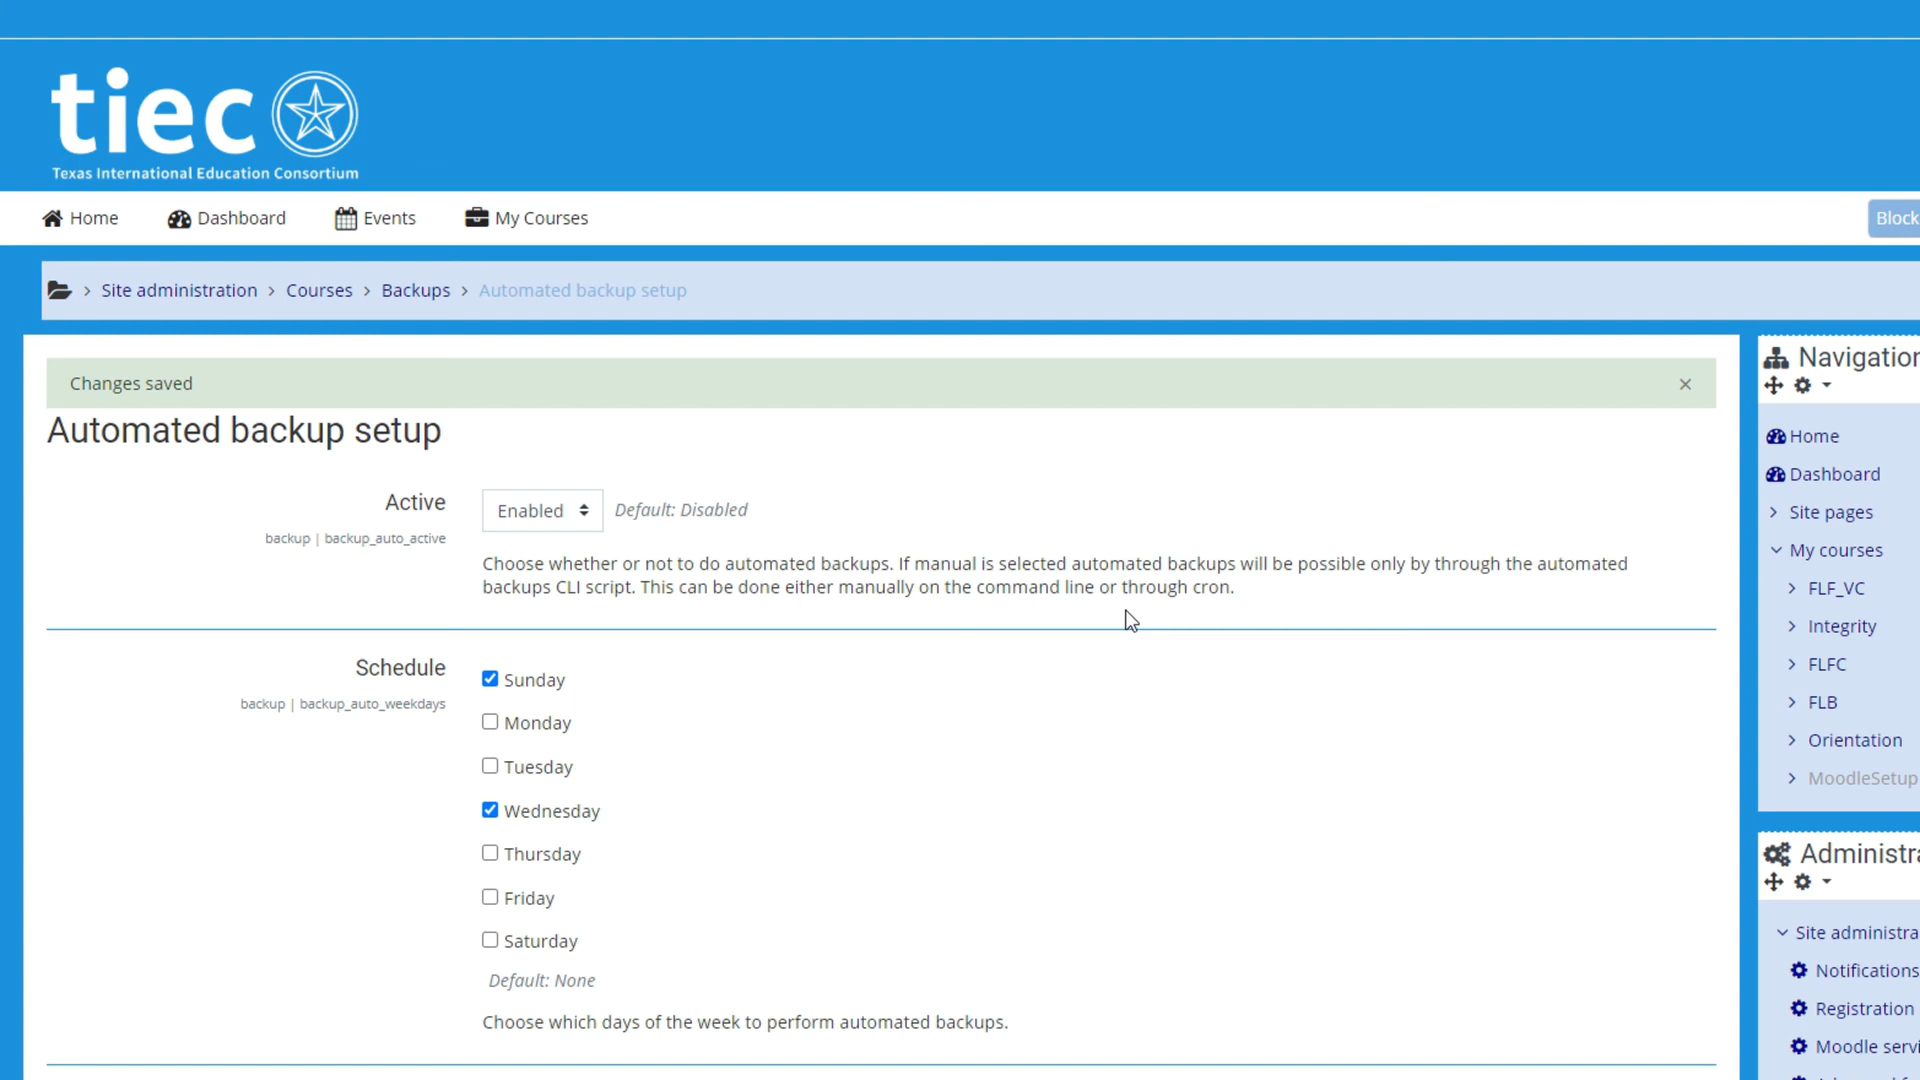 tiec
Texas International Education Consortium
Home Dashboard Events My Courses
Block
Site administration Courses Backups Automated backup setup
Changes saved
Automated backup setup
Active
backup | backup_auto_active
Enabled Default: Disabled
Choose whether or not to do automated backups. If manual is selected automated backups will be possible only by through the automated
backups CLI script. This can be done either manually on the command line or through cron.
Schedule
backup | backup_auto_weekdays
Sunday
Monday
Tuesday
Wednesday
Thursday
Friday
Saturday
Default: None
Choose which days of the week to perform automated backups.
Navigation
Home
Dashboard
Site pages
My courses
FLF_VC
Integrity
FLFC
FLB
Orientation
MoodleSetup
Administra
Site administra
Notifications
Registration
Moodle servi